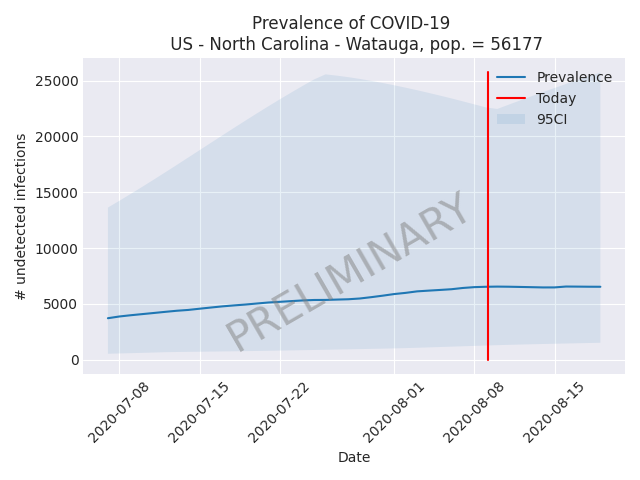 Prevalence of COVID-19
US - North Carolina - Watauga, pop. = 56177
# undetected infections
25000
20000
15000
10000
5000
0
Prevalence
Today
95CI
PRELIMINARY
2020-07-08
2020-07-15
2020-07-22
2020-08-01
2020-08-08
2020-08-15
Date